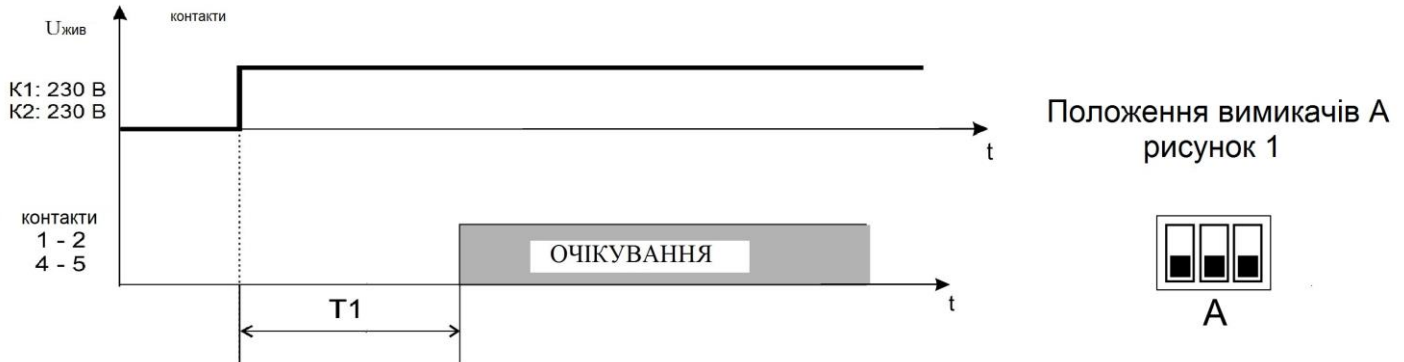 Uжив
контакти
К1: 230 В
К2: 230 В
t
Положення вимикачів А
рисунок 1
контакти
1 - 2
4 - 5
ОЧІКУВАННЯ
t
T1
А